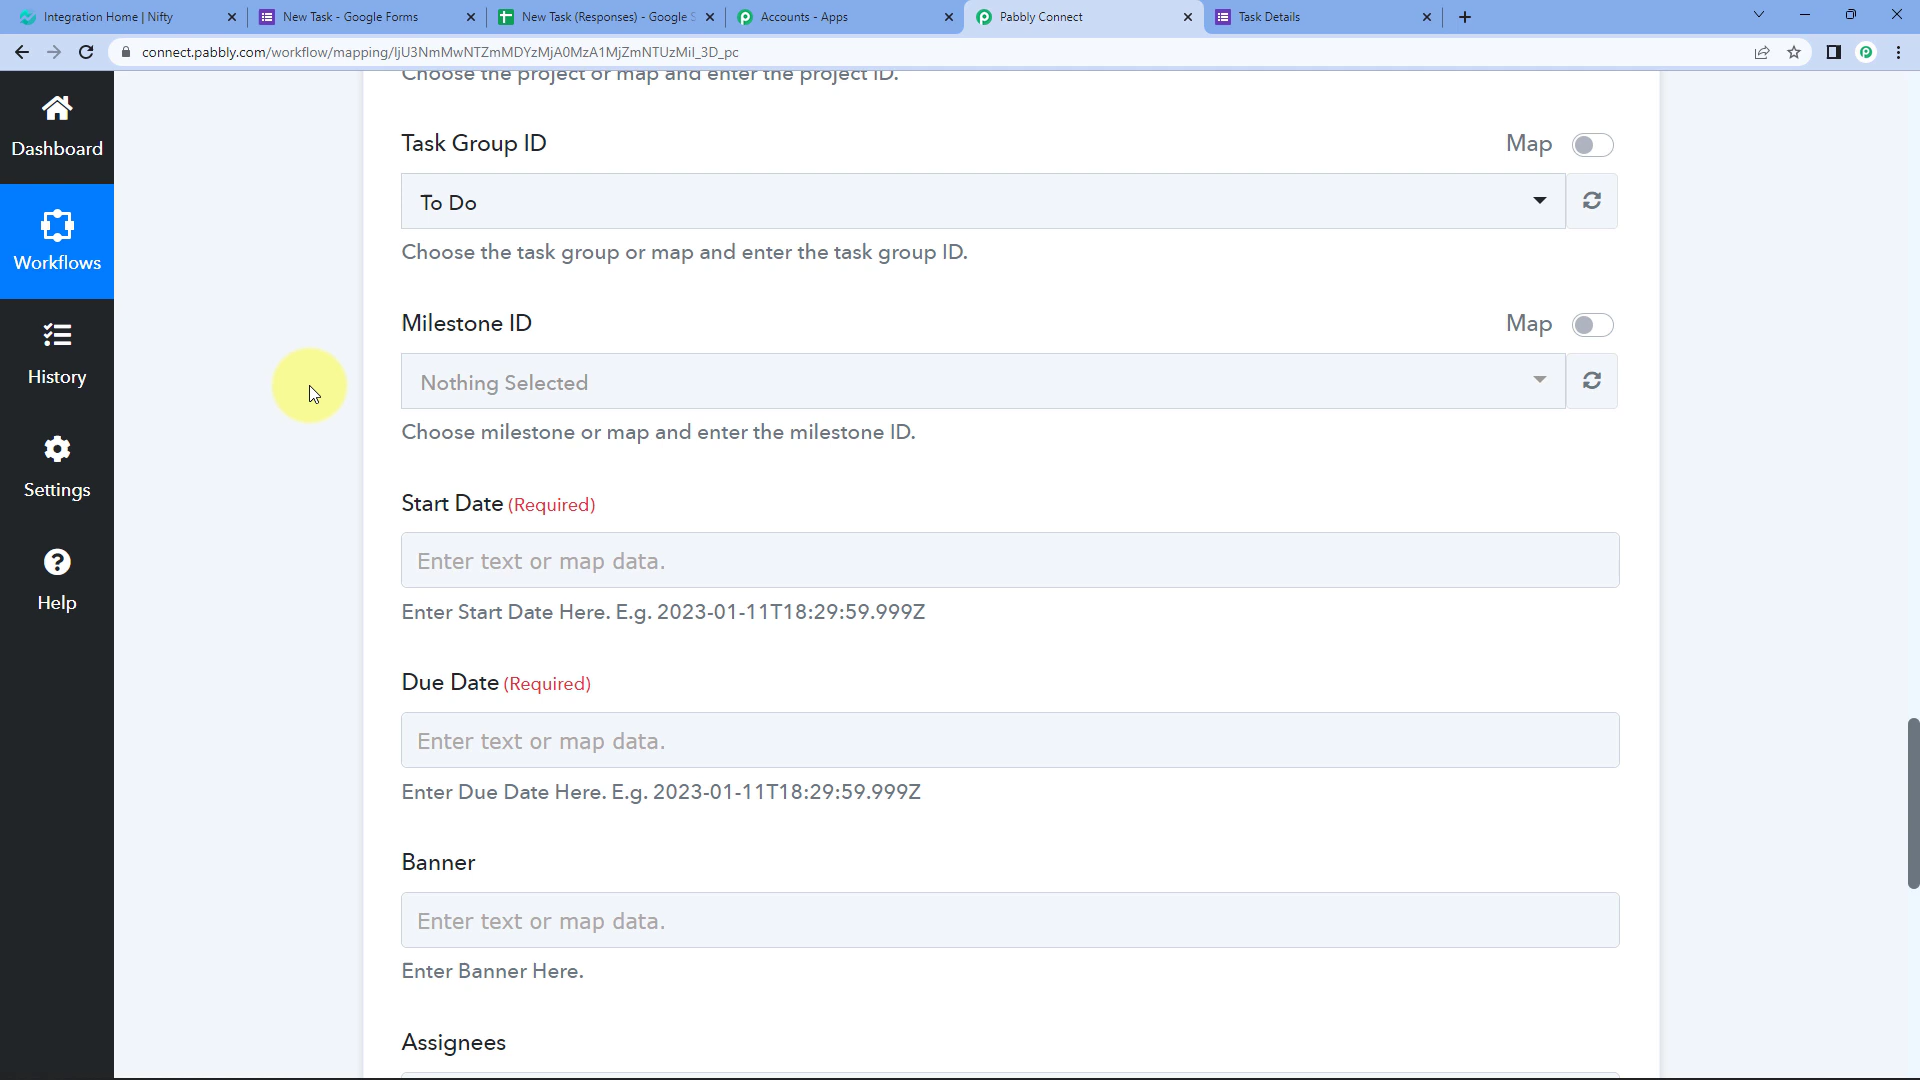 Integration Home | Nifty
New Task - Google Forms
New Task (Responses) - Google S
Accounts - Apps
Pabbly Connect
Task Details
connect.pabbly.com/workflow/mapping/IjU3NmMwNTZmMDYzMjA0MzA1MjZmNTUzMiI_3D_pc
Choose the project or map and enter the project ID.
Dashboard
Workflows
History
Settings
Help
Task Group ID
Map
To Do
Choose the task group or map and enter the task group ID.
Milestone ID
Map
Nothing Selected
Choose milestone or map and enter the milestone ID.
Start Date (Required)
Enter text or map data.
Enter Start Date Here. E.g. 2023-01-11T18:29:59.999Z
Due Date (Required)
Enter text or map data.
Enter Due Date Here. E.g. 2023-01-11T18:29:59.999Z
Banner
Enter text or map data.
Enter Banner Here.
Assignees